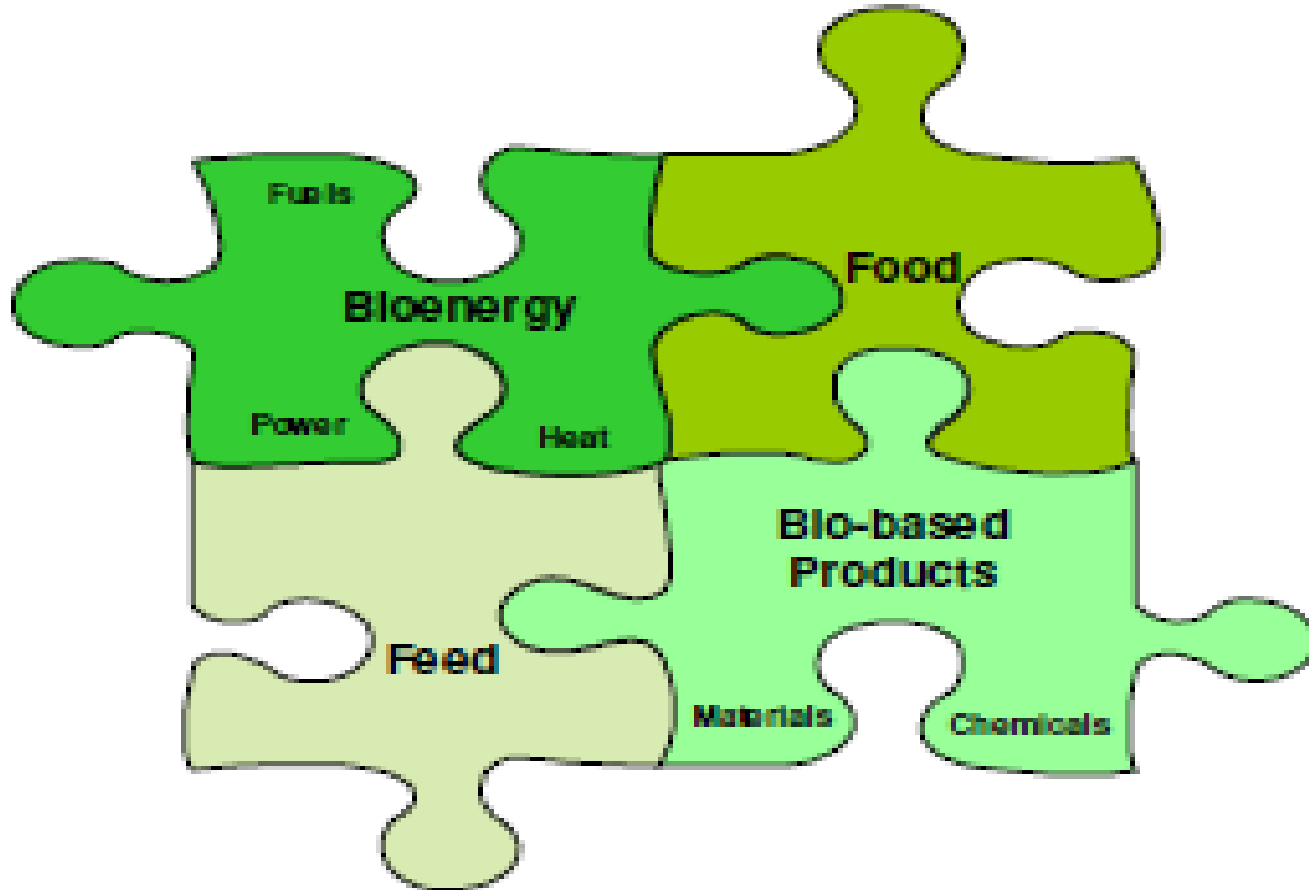 Fuels
Food
Bioenergy
Power
Heat
Bio-based
Products
Feed
Materials
Chemicals